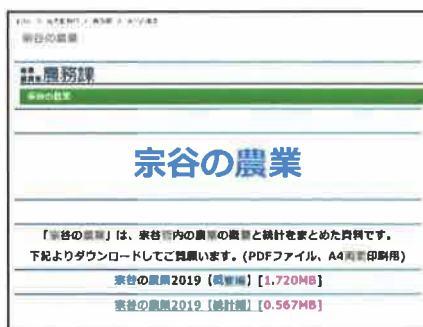 宗谷の農業
農務課
宗谷の農業
宗谷の農業
「宗谷の農業」は、宗谷管内の農業の概要と統計をまとめた資料です。
下記よりダウンロードしてご覧願います。(PDFファイル、A4両面印刷用)
宗谷の農業2019【概要編】[1.720MB]
宗谷の農業2019【統計編】[0.567MB]